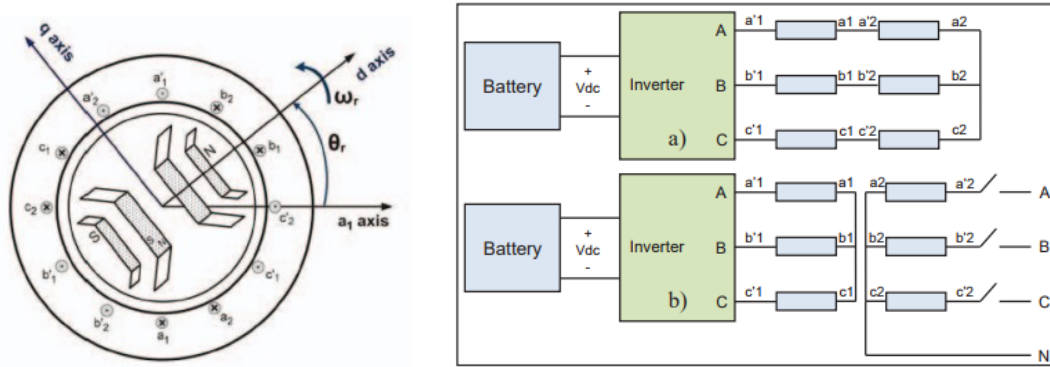 q axis
d axis
ωr
θr
a1 axis
a'1
b2
b1
c'2
c'1
a2
a1
b'2
b'1
c2
c1
a'2
N
S
S N
Battery
+
Vdc
-
Inverter
A
B
C
a)
a'1 a1 a'2 a2
b'1 b1 b'2 b2
c'1 c1 c'2 c2
Battery
+
Vdc
-
Inverter
A
B
C
b)
a'1 a1 a2 a'2 A
b'1 b1 b2 b'2 B
c'1 c1 c2 c'2 C
N